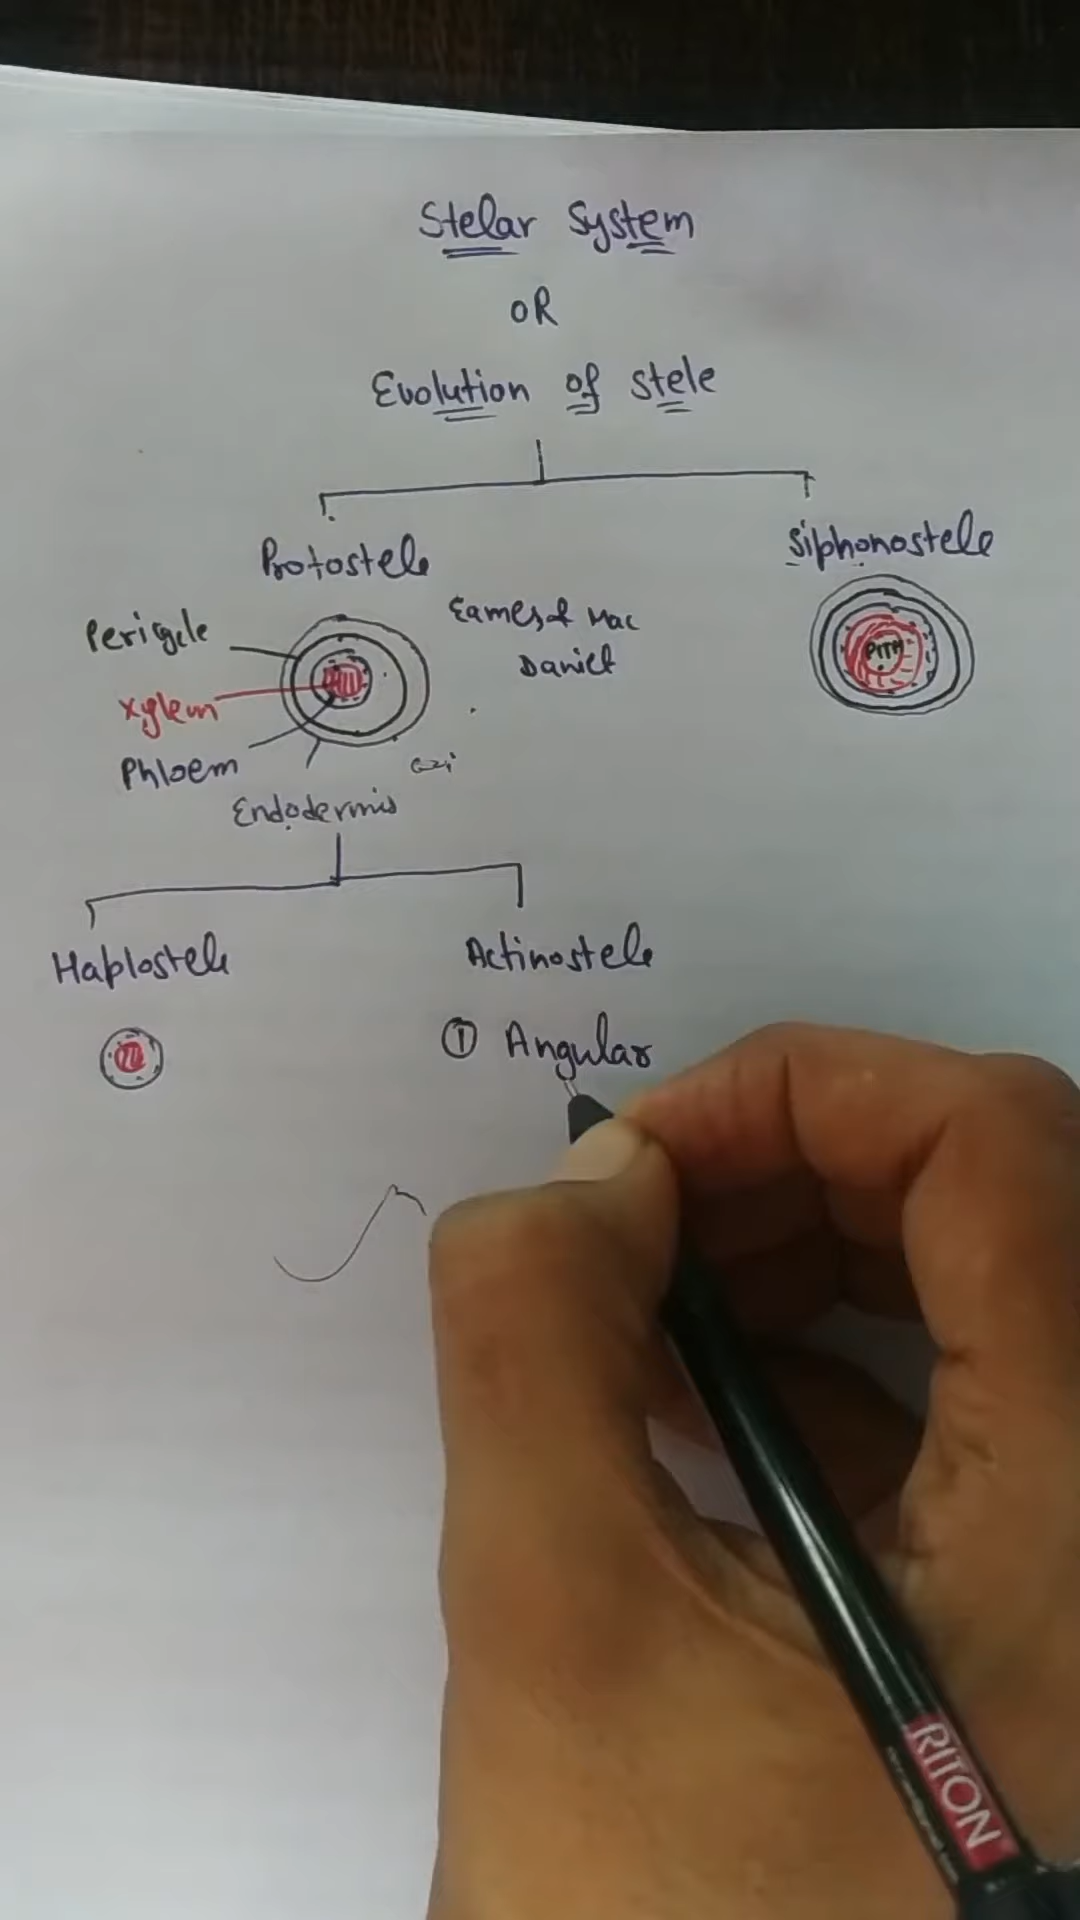 Stelar System
OR
Evolution of stele
Protostele
Siphonostele
Pericycle
Eames & Mac
Daniel
PITH
xylem
Phloem
Endodermis
Haplostele
Actinostele
① Angular
RITON